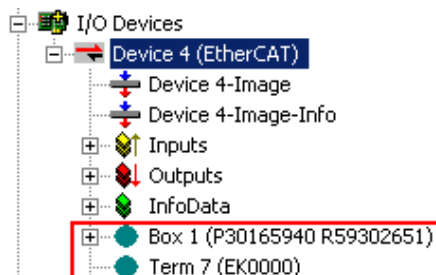 I/O Devices
Device 4 (EtherCAT)
Device 4-Image
Device 4-Image-Info
Inputs
Outputs
InfoData
Box 1 (P30165940 R59302651)
Term 7 (EK0000)